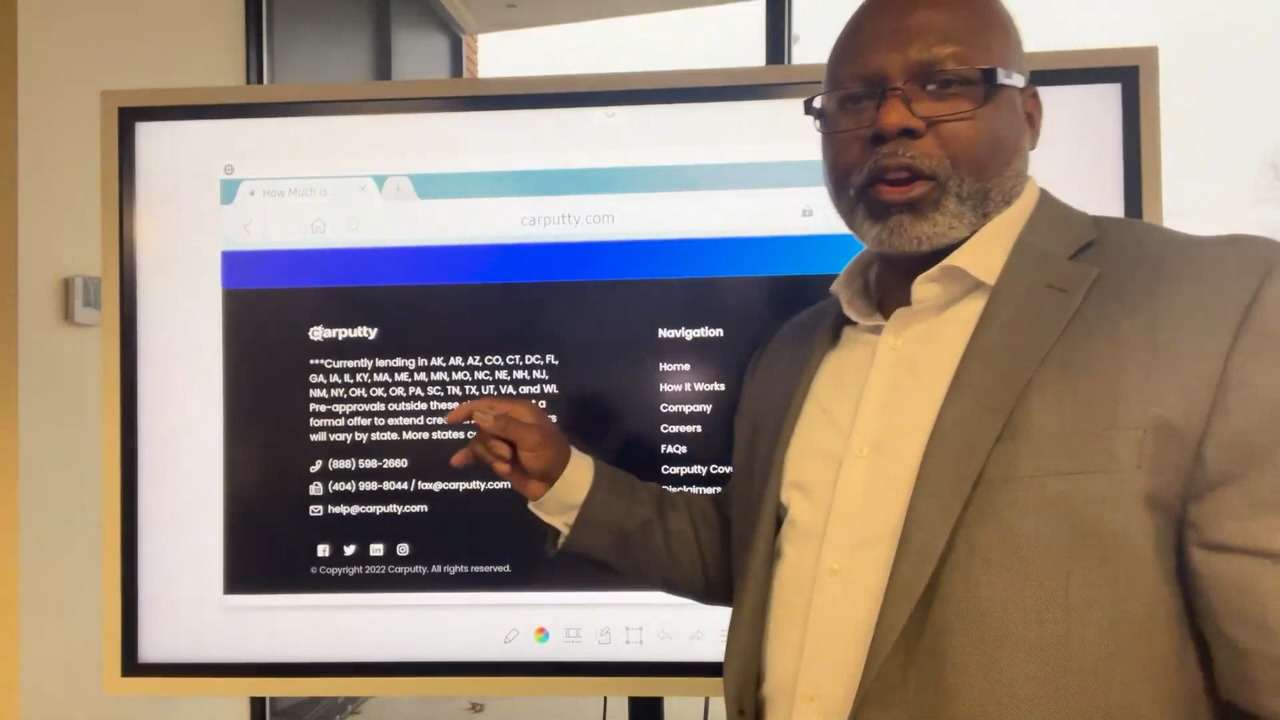 How Much is
carputty.com
Carputty
***Currently lending in AK, AR, AZ, CO, CT, DC, FL,
GA, IA, IL, KY, MA, ME, MI, MN, MO, NC, NE, NH, NJ,
NM, NY, OH, OK, OR, PA, SC, TN, TX, UT, VA, and WI.
Pre-approvals outside these a
formal offer to extend
will vary by state. More states
(888) 598-2660
(404) 998-8044 / fax@carputty.com
help@carputty.com
© Copyright 2022 Carputty. All rights reserved.
Navigation
Home
How It Works
Company
Careers
FAQs
Carputty
Disclaimers